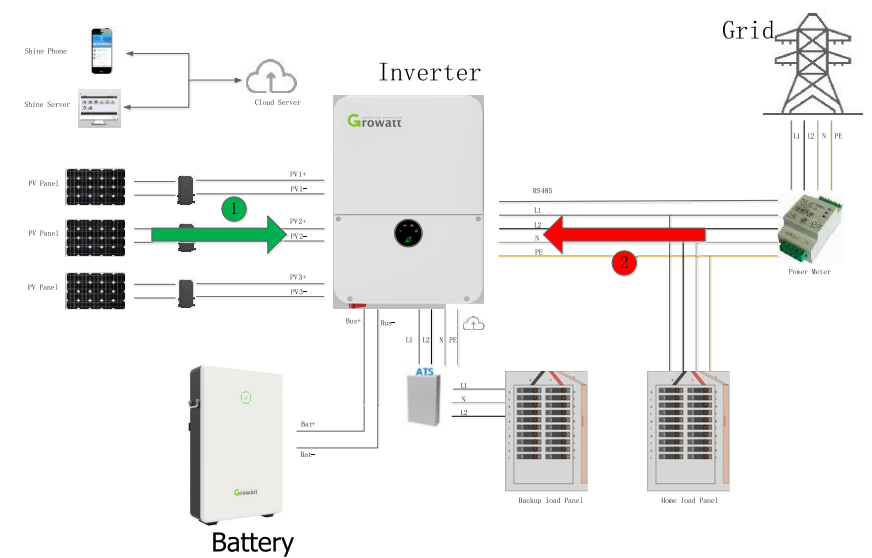 Grid
Shine Phone
Inverter
Cloud Server
Shine Server
Growatt
L1
L2
N
PE
PV Panel
PV1+
PV1-
RS485
1
PV2+
L1
PV Panel
PV2-
L2
N
2
PE
Power Meter
PV3+
PV Panel
PV3-
Bus+
Bus-
L1
L2
N
PE
ATS
L1
N
L2
Bat+
Bat-
Growatt
Backup load Panel
Home load Panel
Battery